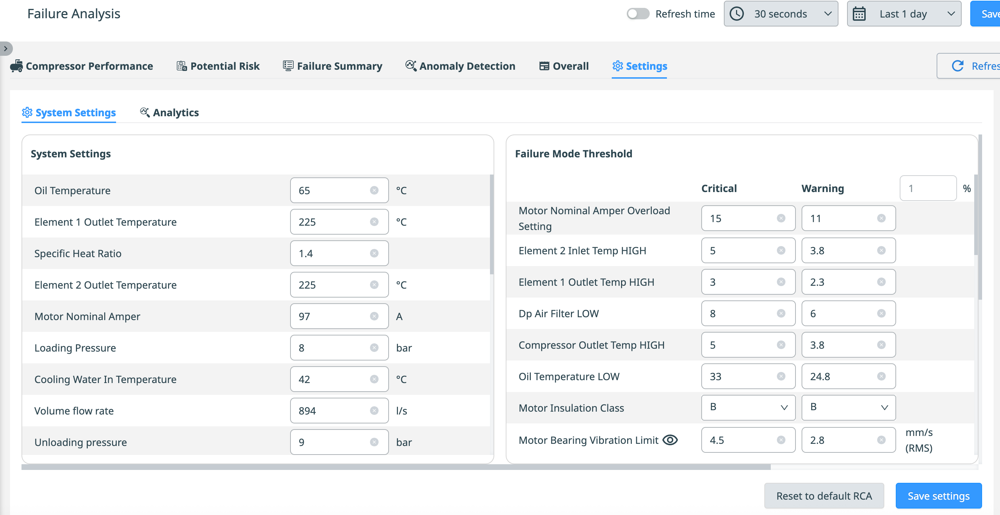 Failure Analysis
Refresh time
30 seconds
Last 1 day
Save
Compressor Performance
Potential Risk
Failure Summary
Anomaly Detection
Overall
Settings
Refres
System Settings
Analytics
System Settings
Oil Temperature 65 °C
Element 1 Outlet Temperature 225 °C
Specific Heat Ratio 1.4
Element 2 Outlet Temperature 225 °C
Motor Nominal Amper 97 A
Loading Pressure 8 bar
Cooling Water In Temperature 42 °C
Volume flow rate 894 l/s
Unloading pressure 9 bar
Failure Mode Threshold
Critical Warning 1 %
Motor Nominal Amper Overload
Setting 15 11
Element 2 Inlet Temp HIGH 5 3.8
Element 1 Outlet Temp HIGH 3 2.3
Dp Air Filter LOW 8 6
Compressor Outlet Temp HIGH 5 3.8
Oil Temperature LOW 33 24.8
Motor Insulation Class B B
Motor Bearing Vibration Limit 4.5 2.8 mm/s
(RMS)
Reset to default RCA
Save settings